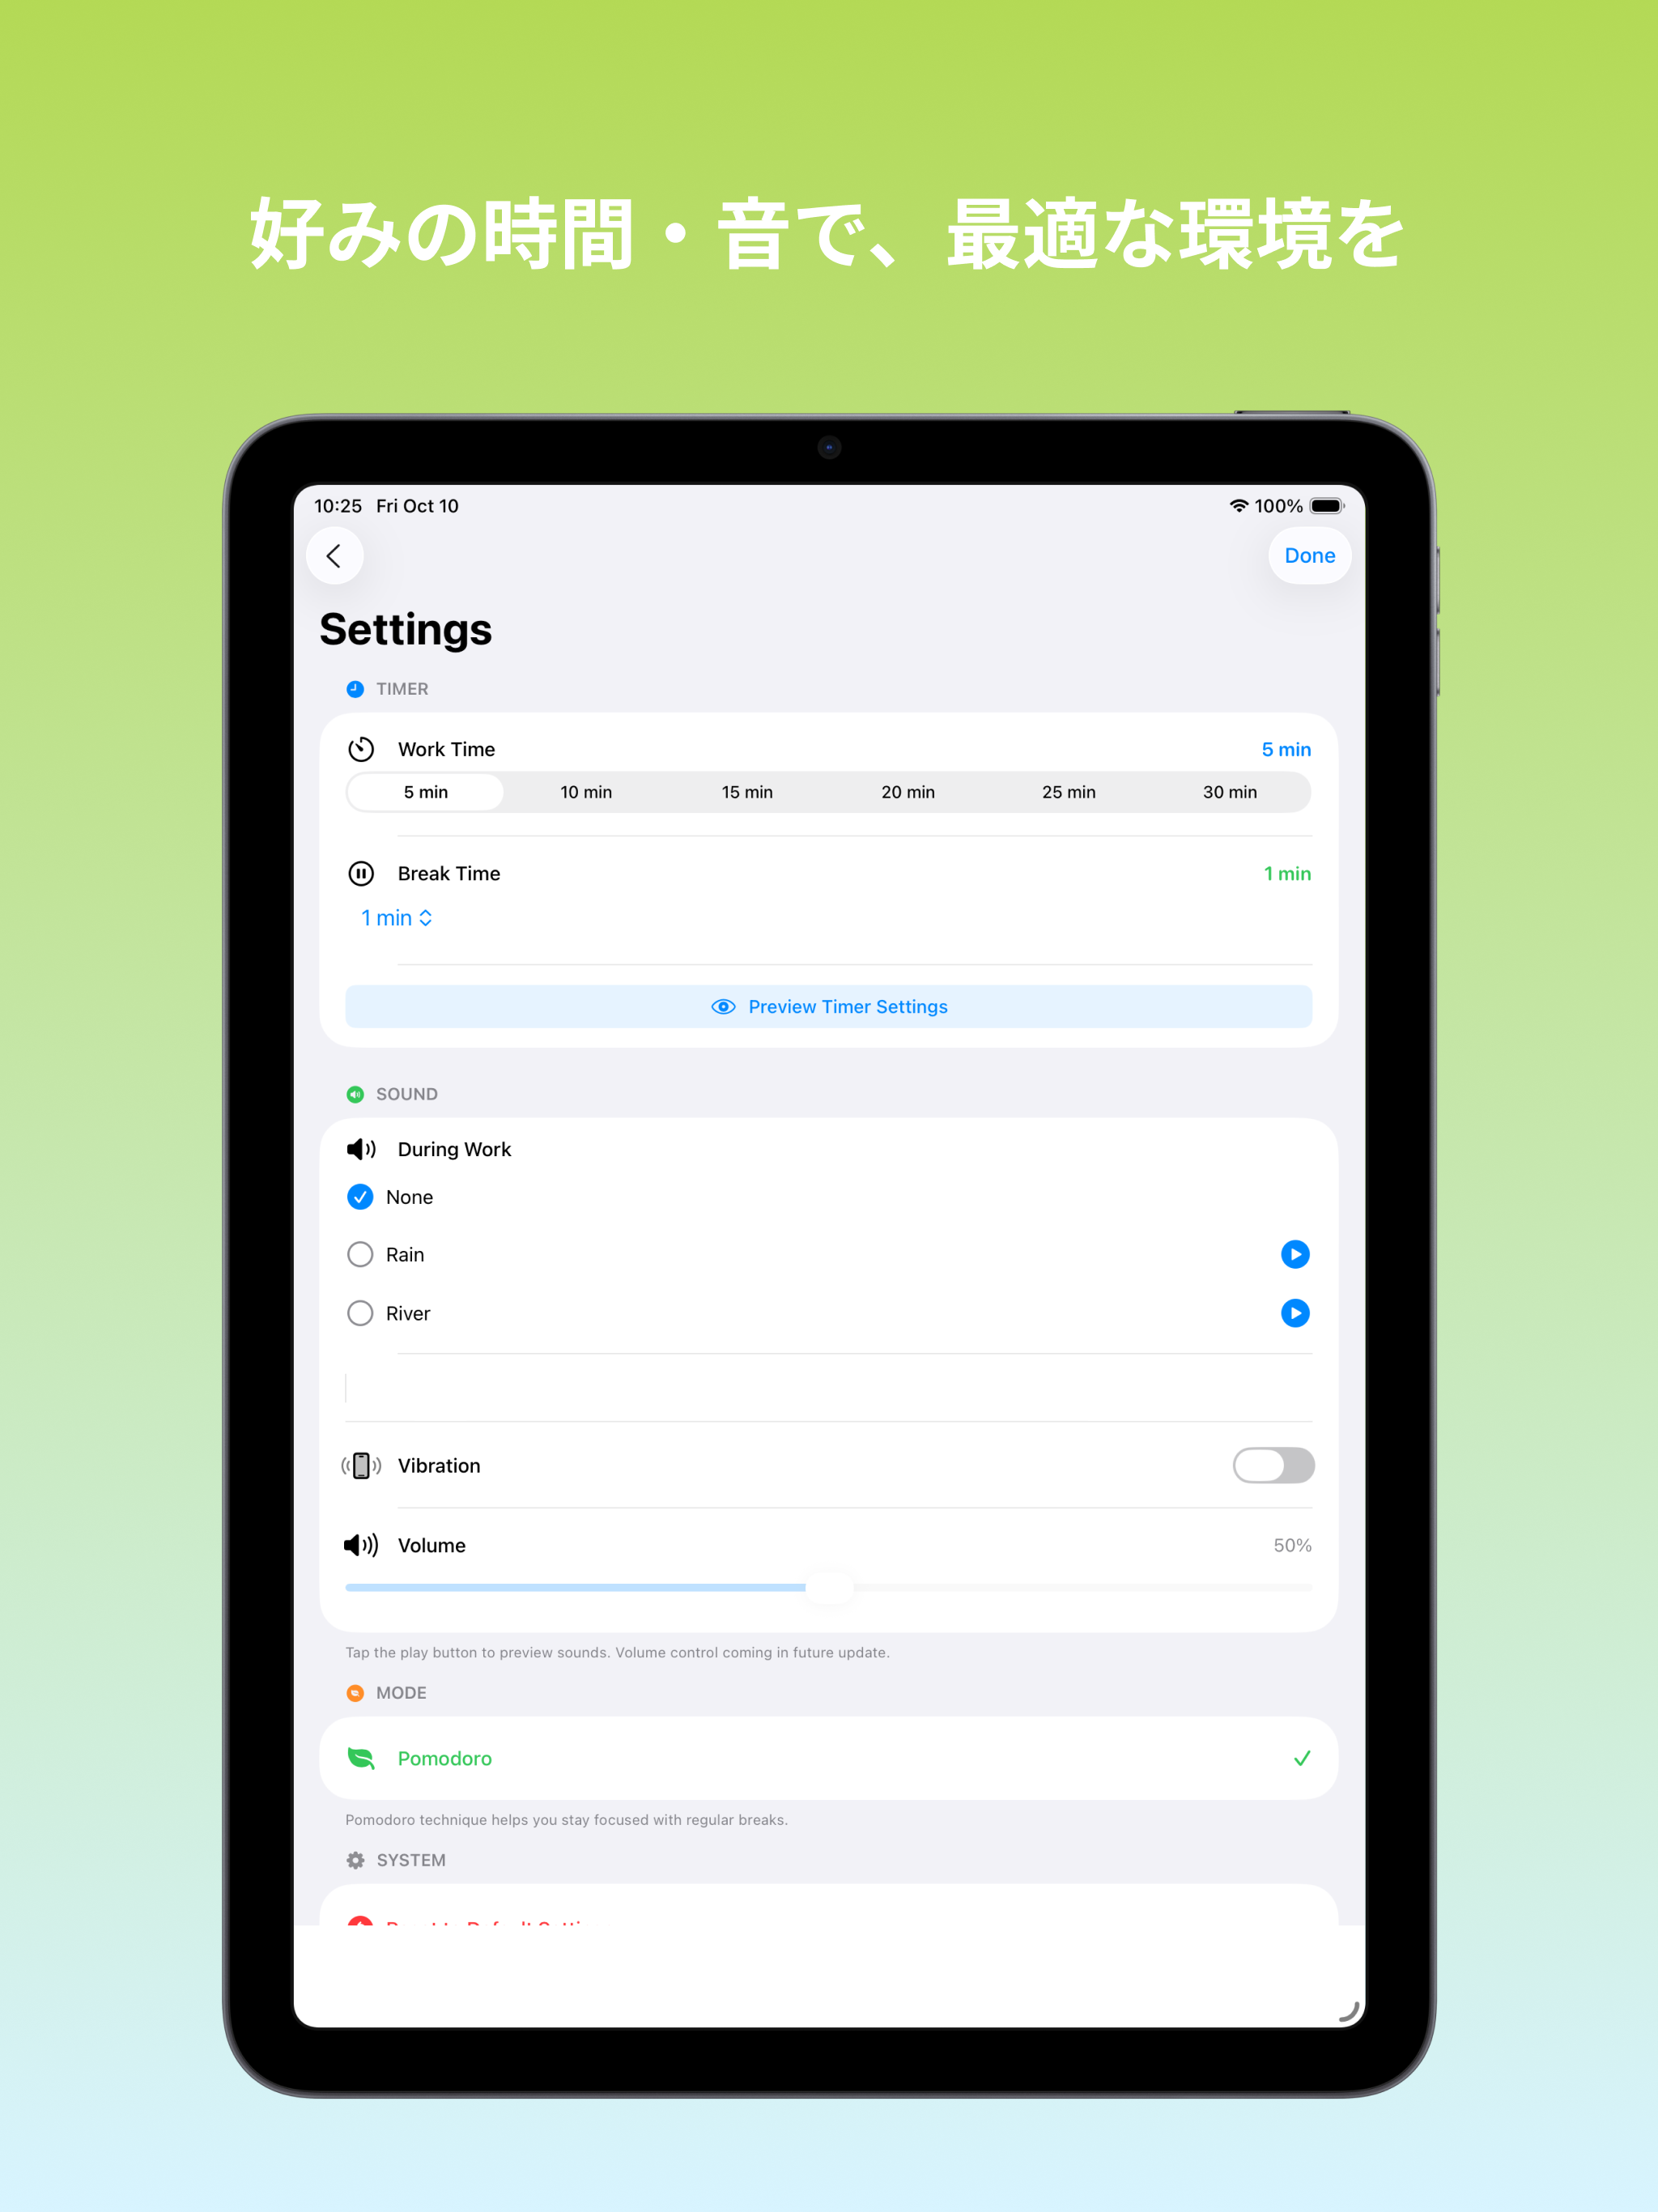 好みの時間・音で、最適な環境を
10:25 Fri Oct 10 100%
Done
Settings
TIMER
Work Time 5 min
5 min 10 min 15 min 20 min 25 min 30 min
Break Time 1 min
1 min
Preview Timer Settings
SOUND
During Work
None
Rain
River
Vibration
Volume 50%
Tap the play button to preview sounds. Volume control coming in future update.
MODE
Pomodoro
Pomodoro technique helps you stay focused with regular breaks.
SYSTEM